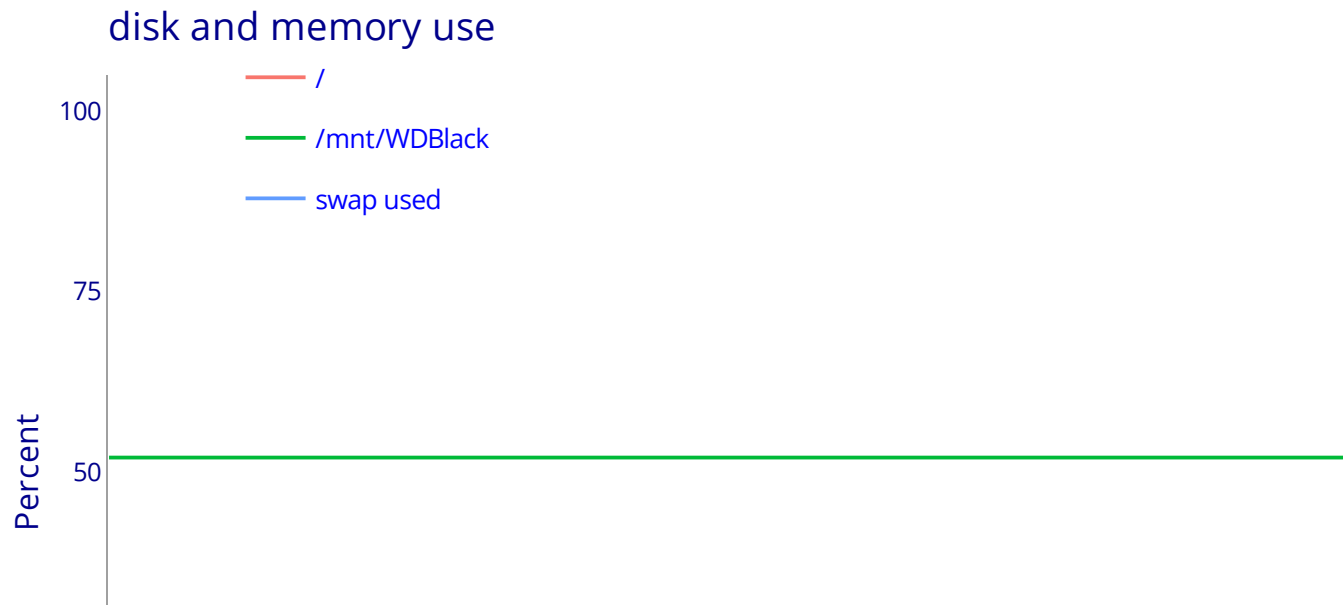 disk and memory use
/
100
/mnt/WDBlack
swap used
75
Percent
50